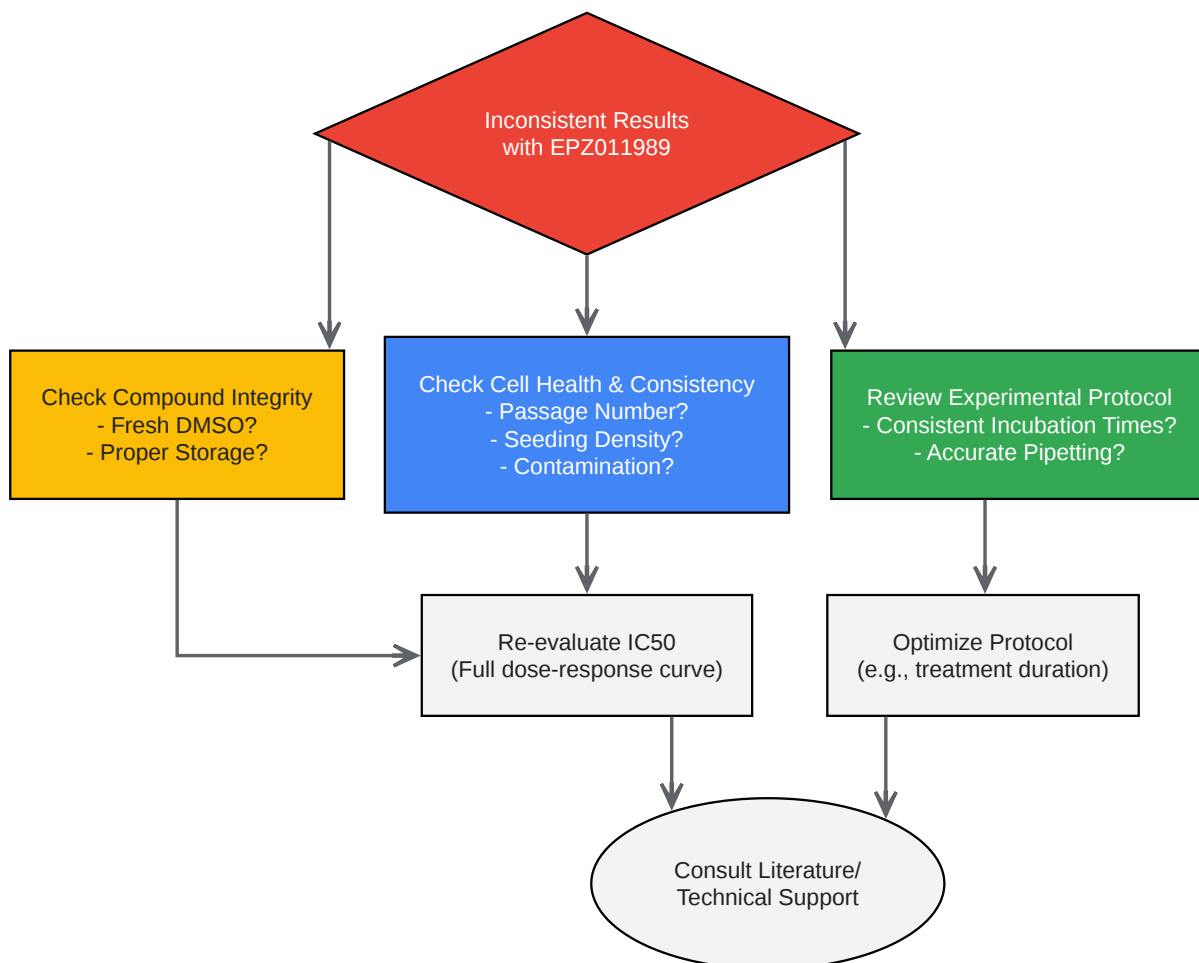 Inconsistent Results
with EPZ011989
Check Compound Integrity
- Fresh DMSO?
- Proper Storage?
Check Cell Health & Consistency
- Passage Number?
- Seeding Density?
- Contamination?
Review Experimental Protocol
- Consistent Incubation Times?
- Accurate Pipetting?
Re-evaluate IC50
(Full dose-response curve)
Optimize Protocol
(e.g., treatment duration)
Consult Literature/
Technical Support